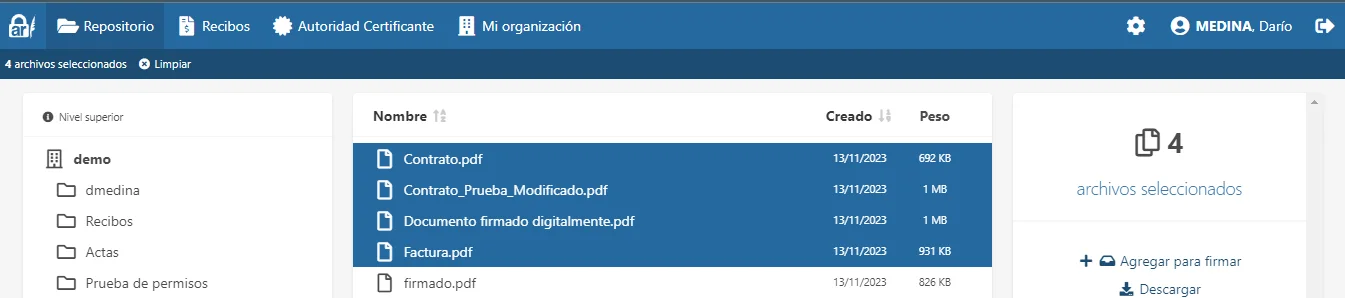 ar Repositorio Recibos Autoridad Certificante Mi organización MEDINA, Darío
4 archivos seleccionados Limpiar
Nivel superior
demo
dmedina
Recibos
Actas
Prueba de permisos
Nombre Creado Peso
Contrato.pdf 13/11/2023 692 KB
Contrato_Prueba_Modificado.pdf 13/11/2023 1 MB
Documento firmado digitalmente.pdf 13/11/2023 1 MB
Factura.pdf 13/11/2023 931 KB
firmado.pdf 13/11/2023 826 KB
4
archivos seleccionados
Agregar para firmar
Descargar